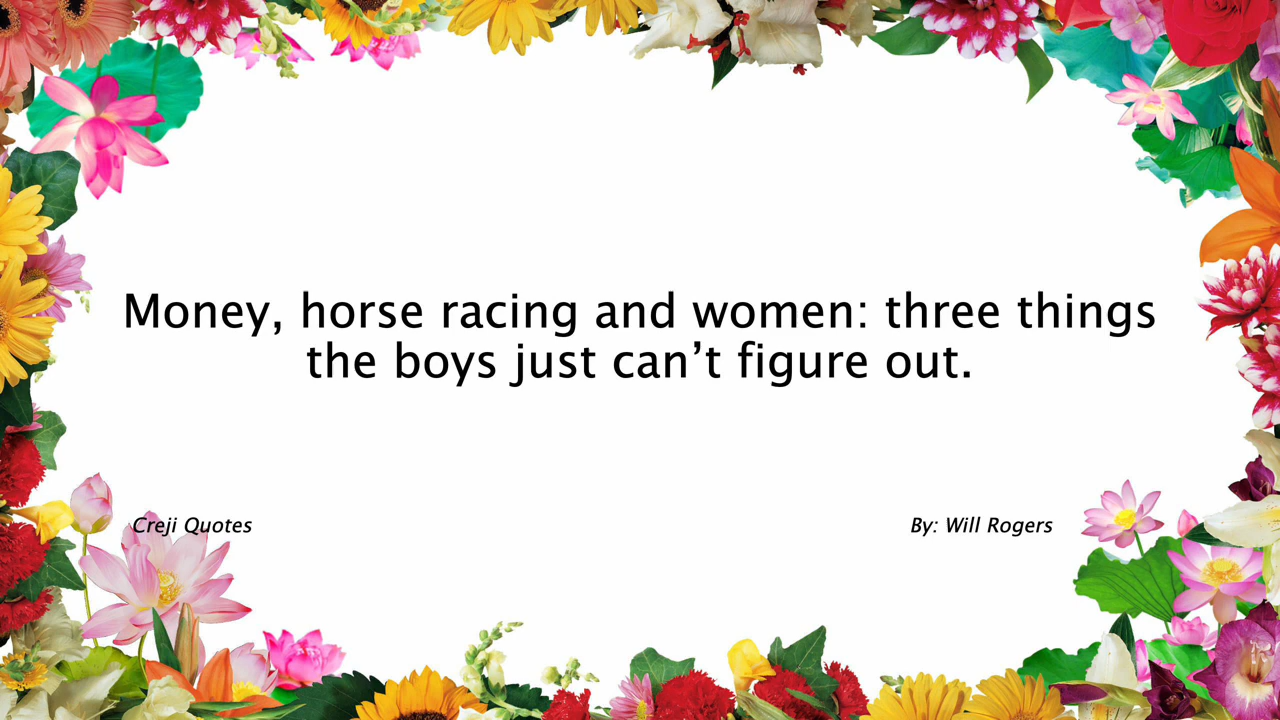 Money, horse racing and women: three things
the boys just can’t figure out.
Creji Quotes
By: Will Rogers